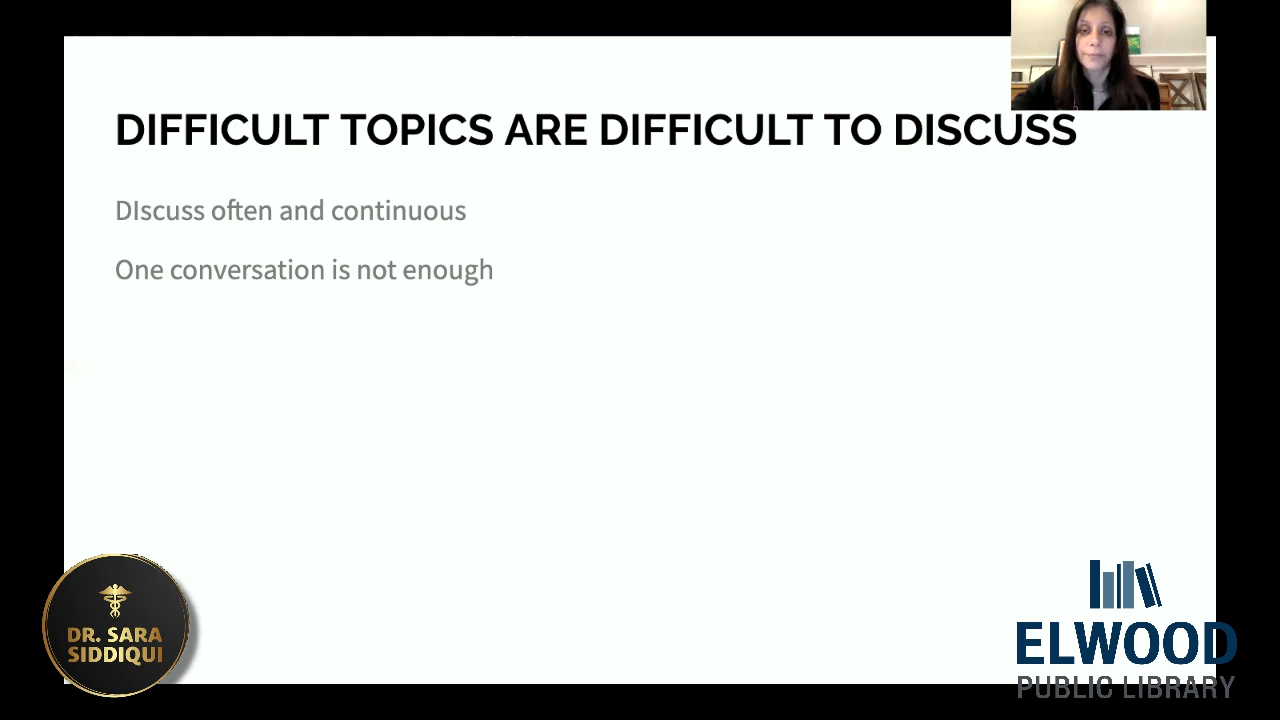 DIFFICULT TOPICS ARE DIFFICULT TO DISCUSS
DIscuss often and continuous
One conversation is not enough
DR. SARA
SIDDIQUI
ELWOOD
PUBLIC LIBRARY